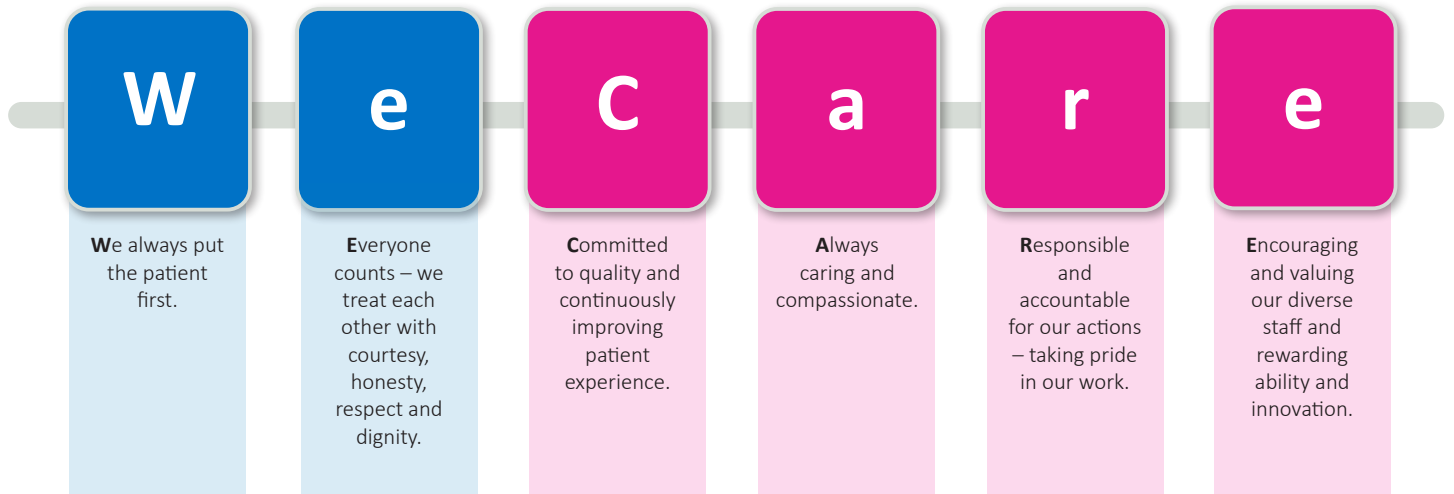 W
e
C
a
r
e
We always put
the patient
first.
Everyone
counts – we
treat each
other with
courtesy,
honesty,
respect and
dignity.
Committed
to quality and
continuously
improving
patient
experience.
Always
caring and
compassionate.
Responsible
and
accountable
for our actions
– taking pride
in our work.
Encouraging
and valuing
our diverse
staff and
rewarding
ability and
innovation.